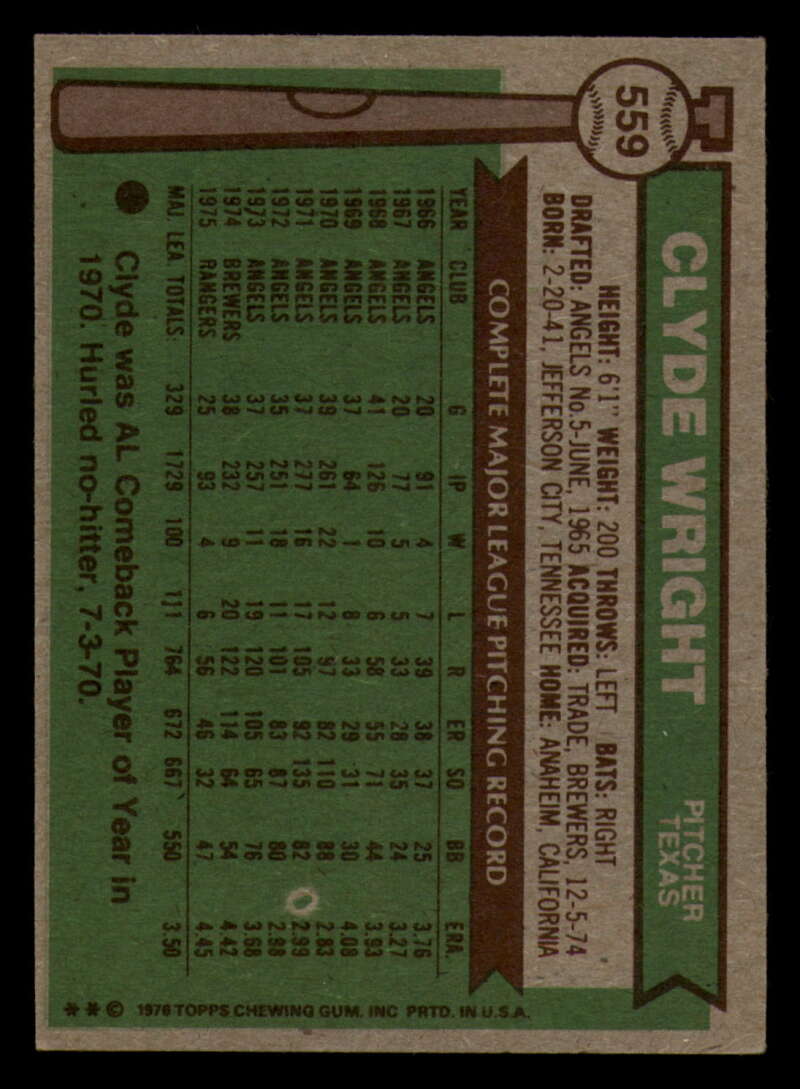 559
CLYDE WRIGHT
PITCHER
TEXAS
HEIGHT: 6'1" WEIGHT: 200 THROWS: LEFT BATS: RIGHT
DRAFTED: ANGELS No.5-JUNE, 1965 ACQUIRED: TRADE, BREWERS, 12-5-74
BORN: 2-20-41, JEFFERSON CITY, TENNESSEE HOME: ANAHEIM, CALIFORNIA
COMPLETE MAJOR LEAGUE PITCHING RECORD
YEAR CLUB G IP W L R ER SO BB ERA.
1966 ANGELS 20 91 4 7 39 38 37 25 3.76
1967 ANGELS 20 77 5 5 33 28 35 24 3.27
1968 ANGELS 41 126 10 6 58 55 71 44 3.93
1969 ANGELS 37 64 1 8 33 29 31 30 4.08
1970 ANGELS 39 261 22 12 97 82 110 88 2.83
1971 ANGELS 37 277 16 17 105 92 135 82 2.99
1972 ANGELS 35 251 18 11 101 83 87 80 2.98
1973 ANGELS 37 257 11 19 120 105 65 76 3.68
1974 BREWERS 38 232 9 20 122 114 64 54 4.42
1975 RANGERS 25 93 4 6 56 46 32 47 4.45
MAJ. LEA. TOTALS: 329 1729 100 111 764 672 667 550 3.50
Clyde was AL Comeback Player of Year in
1970. Hurled no-hitter, 7-3-70.
** © 1976 TOPPS CHEWING GUM. INC PRTD. IN U.S.A.